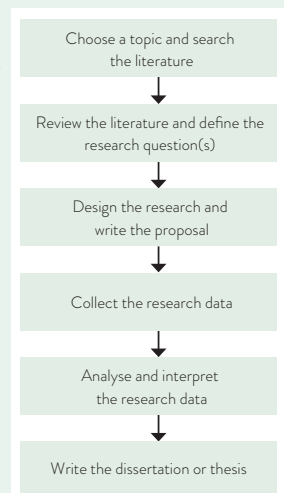 Choose a topic and search
the literature
Review the literature and define the
research question(s)
Design the research and
write the proposal
Collect the research data
Analyse and interpret
the research data
Write the dissertation or thesis